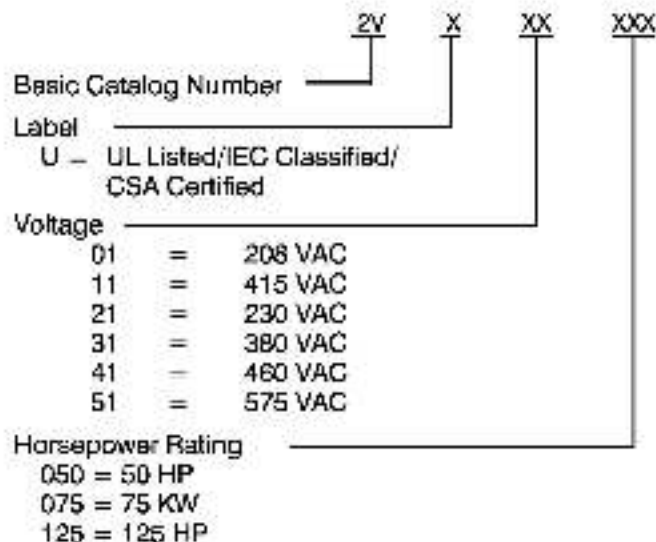 2V X XX XXX
Basic Catalog Number
Label
U – UL Listed/IEC Classified/
CSA Certified
Voltage
01 = 208 VAC
11 = 415 VAC
21 = 230 VAC
31 = 380 VAC
41 = 460 VAC
51 = 575 VAC
Horsepower Rating
050 = 50 HP
075 = 75 KW
125 = 125 HP